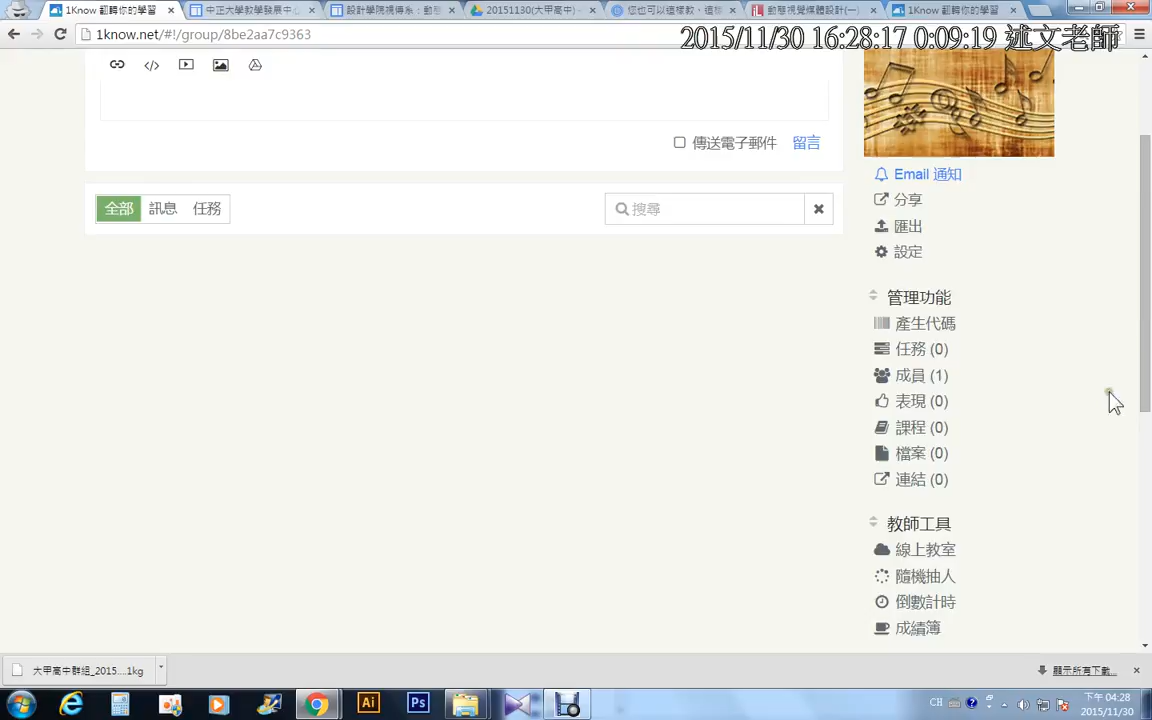 1Know 翻轉你的學習
中正大學教學發展中心
設計學院視傳系：動態
20151130(大甲高中)
您也可以這樣教、這樣
動態視覺媒體設計(一)
1Know 翻轉你的學習
1know.net/#!/group/8be2aa7c9363
2015/11/30 16:28:17 0:09:19 述文老師
傳送電子郵件 留言
全部 訊息 任務
搜尋
Email 通知
分享
匯出
設定
管理功能
產生代碼
任務 (0)
成員 (1)
表現 (0)
課程 (0)
檔案 (0)
連結 (0)
教師工具
線上教室
隨機抽人
倒數計時
成績簿
大甲高中群組_2015....1kg
顯示所有下載...
Ai
Ps
CH
下午 04:28
2015/11/30